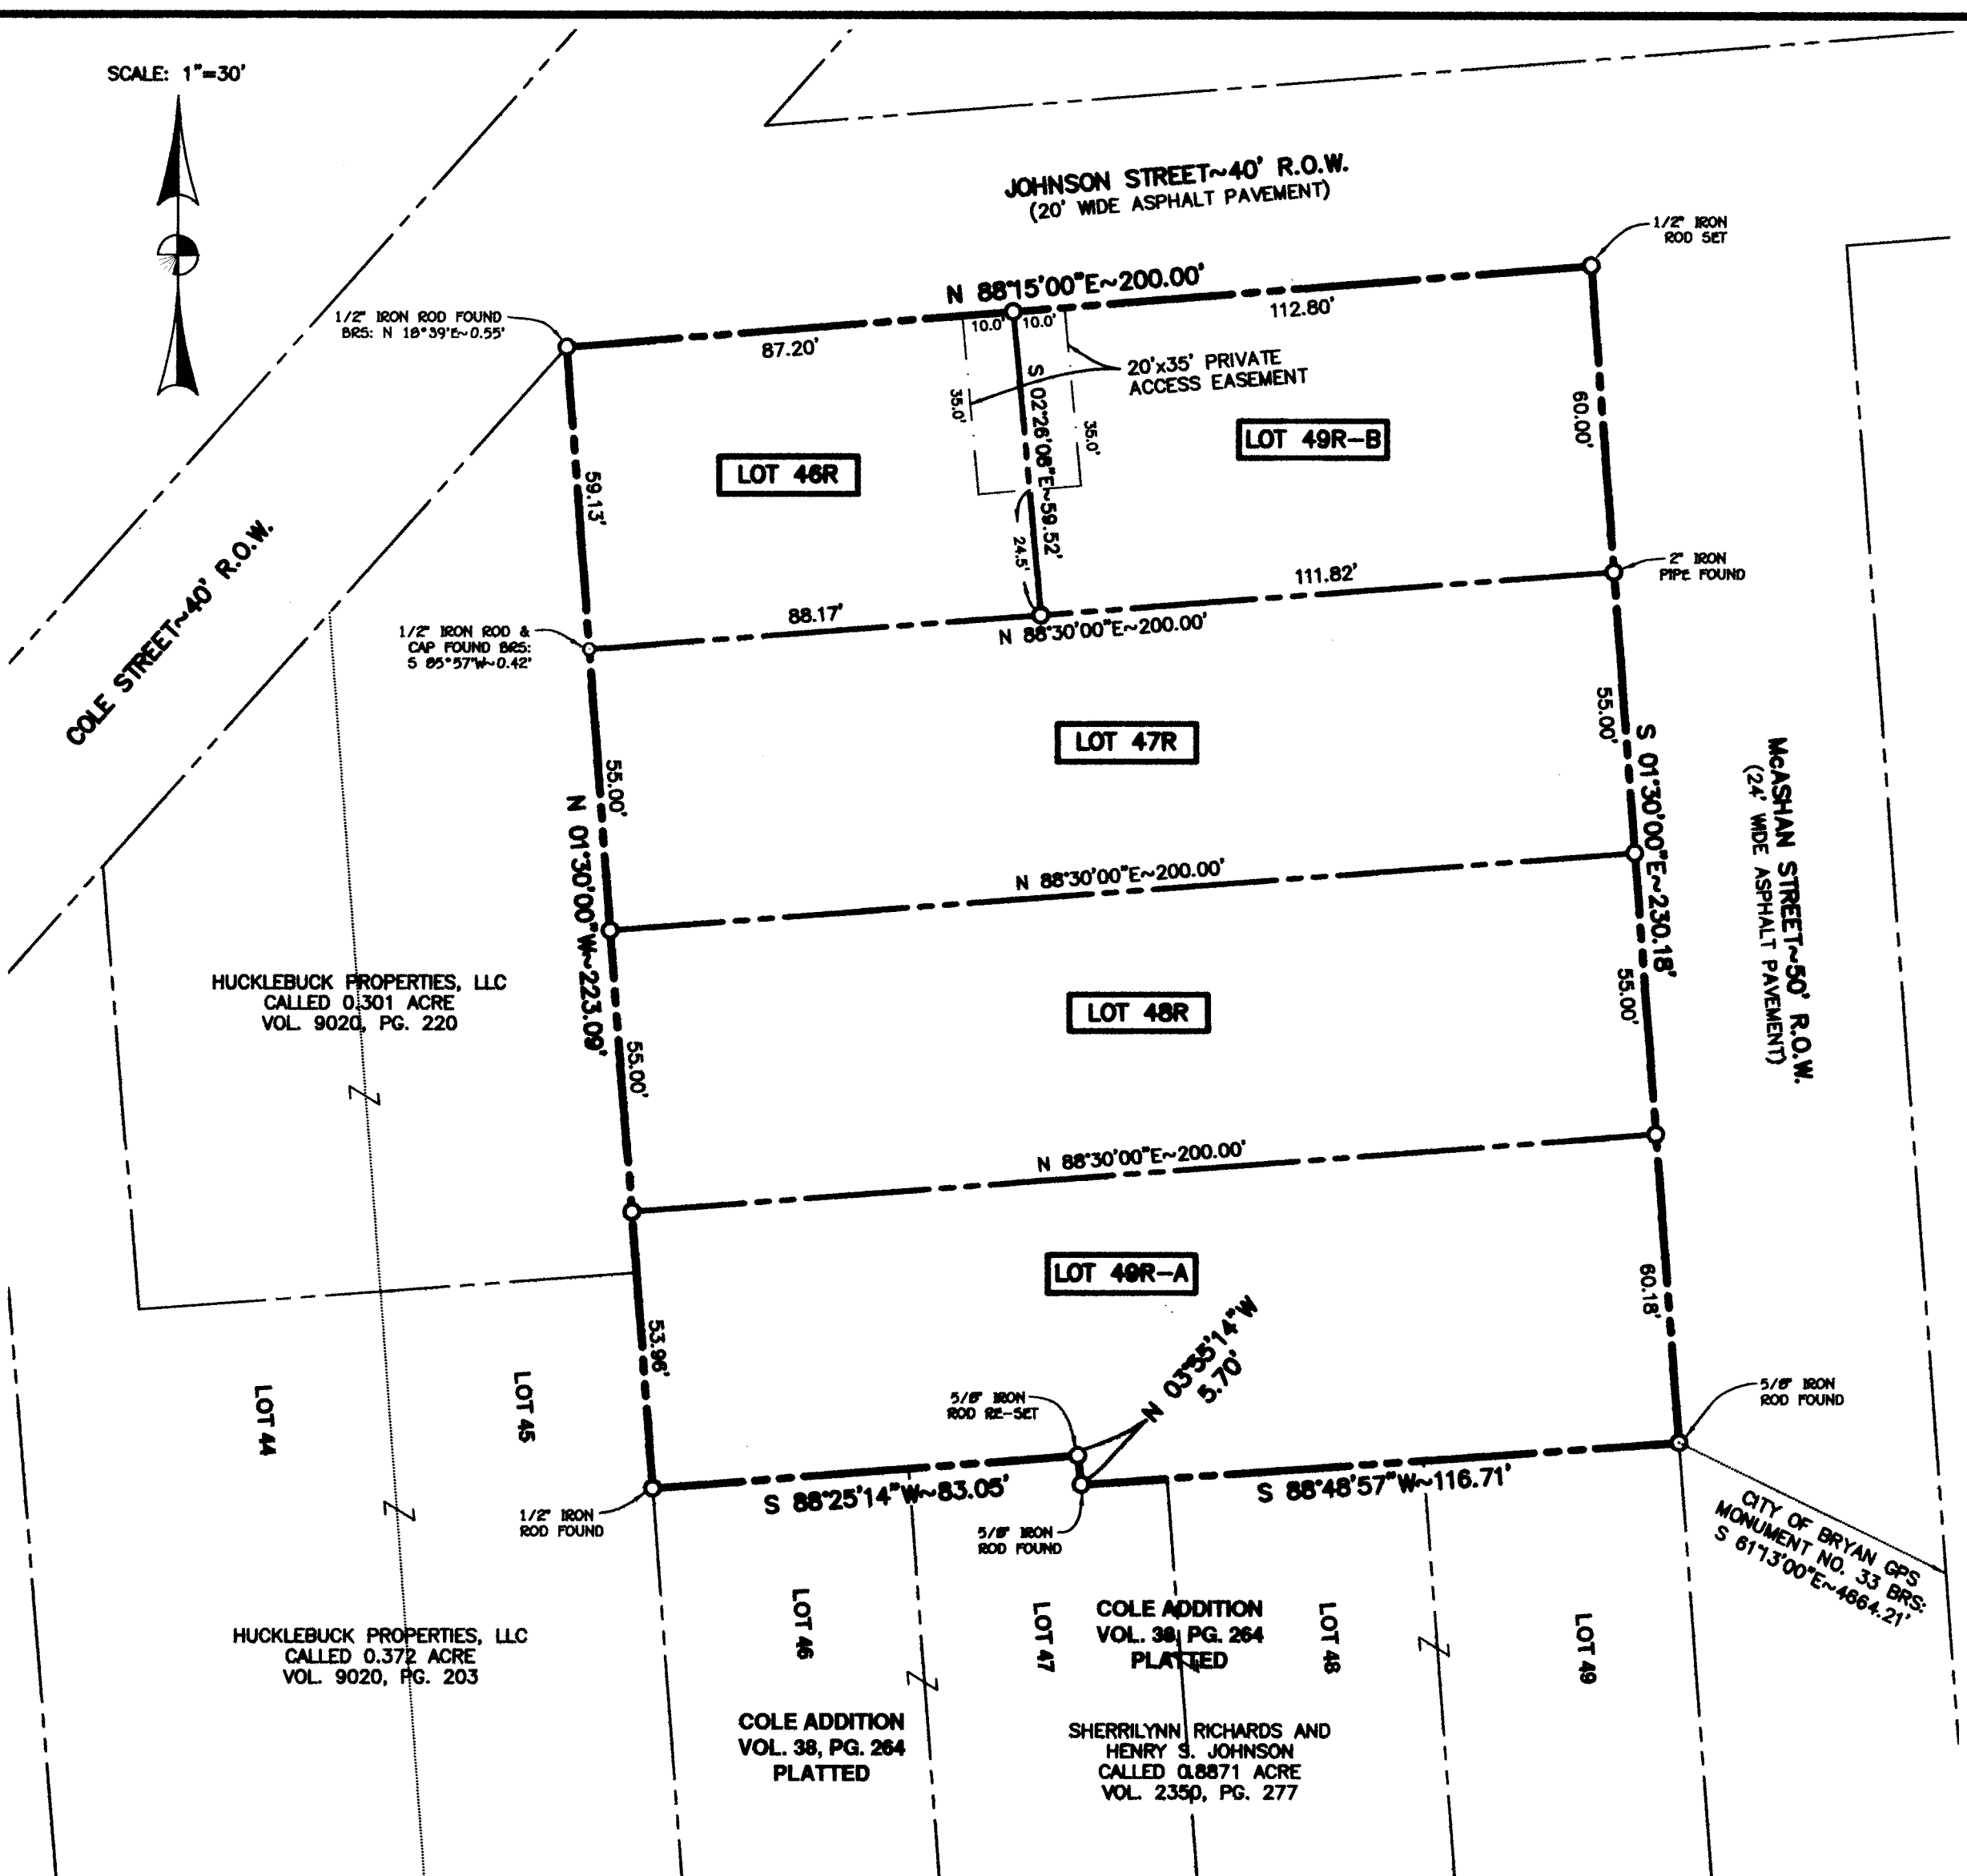 SCALE: 1"=30'
JOHNSON STREET~40' R.O.W.
(20' WIDE ASPHALT PAVEMENT)
1/2" IRON
ROD SET
N 88°15'00"E~200.00'
1/2" IRON ROD FOUND
BRS: N 18°39'E~0.55'
87.20'
10.0'
10.0'
112.80'
20'x35' PRIVATE
ACCESS EASEMENT
35.0'
35.0'
S 02°26'08"E~59.52'
24.5'
60.00'
LOT 49R-B
LOT 46R
59.13'
COLE STREET~40' R.O.W.
2" IRON
PIPE FOUND
111.82'
88.17'
N 88°30'00"E~200.00'
1/2" IRON ROD &
CAP FOUND BRS:
S 85°57'W~0.42'
55.00'
LOT 47R
55.00'
N 01°30'00"W~223.09'
S 01°30'00"E~230.18'
McASHAN STREET~50' R.O.W.
(24' WIDE ASPHALT PAVEMENT)
N 88°30'00"E~200.00'
HUCKLEBUCK PROPERTIES, LLC
CALLED 0.301 ACRE
VOL. 9020, PG. 220
LOT 48R
55.00'
55.00'
N 88°30'00"E~200.00'
LOT 49R-A
60.18'
53.96'
N 03°55'14"W
5.70'
LOT 44
LOT 45
5/8" IRON
ROD RE-SET
5/8" IRON
ROD FOUND
S 88°25'14"W~83.05'
S 88°48'57"W~116.71'
1/2" IRON
ROD FOUND
5/8" IRON
ROD FOUND
CITY OF BRYAN GPS
MONUMENT NO. 33 BRS:
S 61°13'00"E~4664.21'
LOT 46
LOT 47
COLE ADDITION
VOL. 38, PG. 264
PLATTED
LOT 48
LOT 49
HUCKLEBUCK PROPERTIES, LLC
CALLED 0.372 ACRE
VOL. 9020, PG. 203
COLE ADDITION
VOL. 38, PG. 264
PLATTED
SHERRILYNN RICHARDS AND
HENRY S. JOHNSON
CALLED 0.8871 ACRE
VOL. 2350, PG. 277